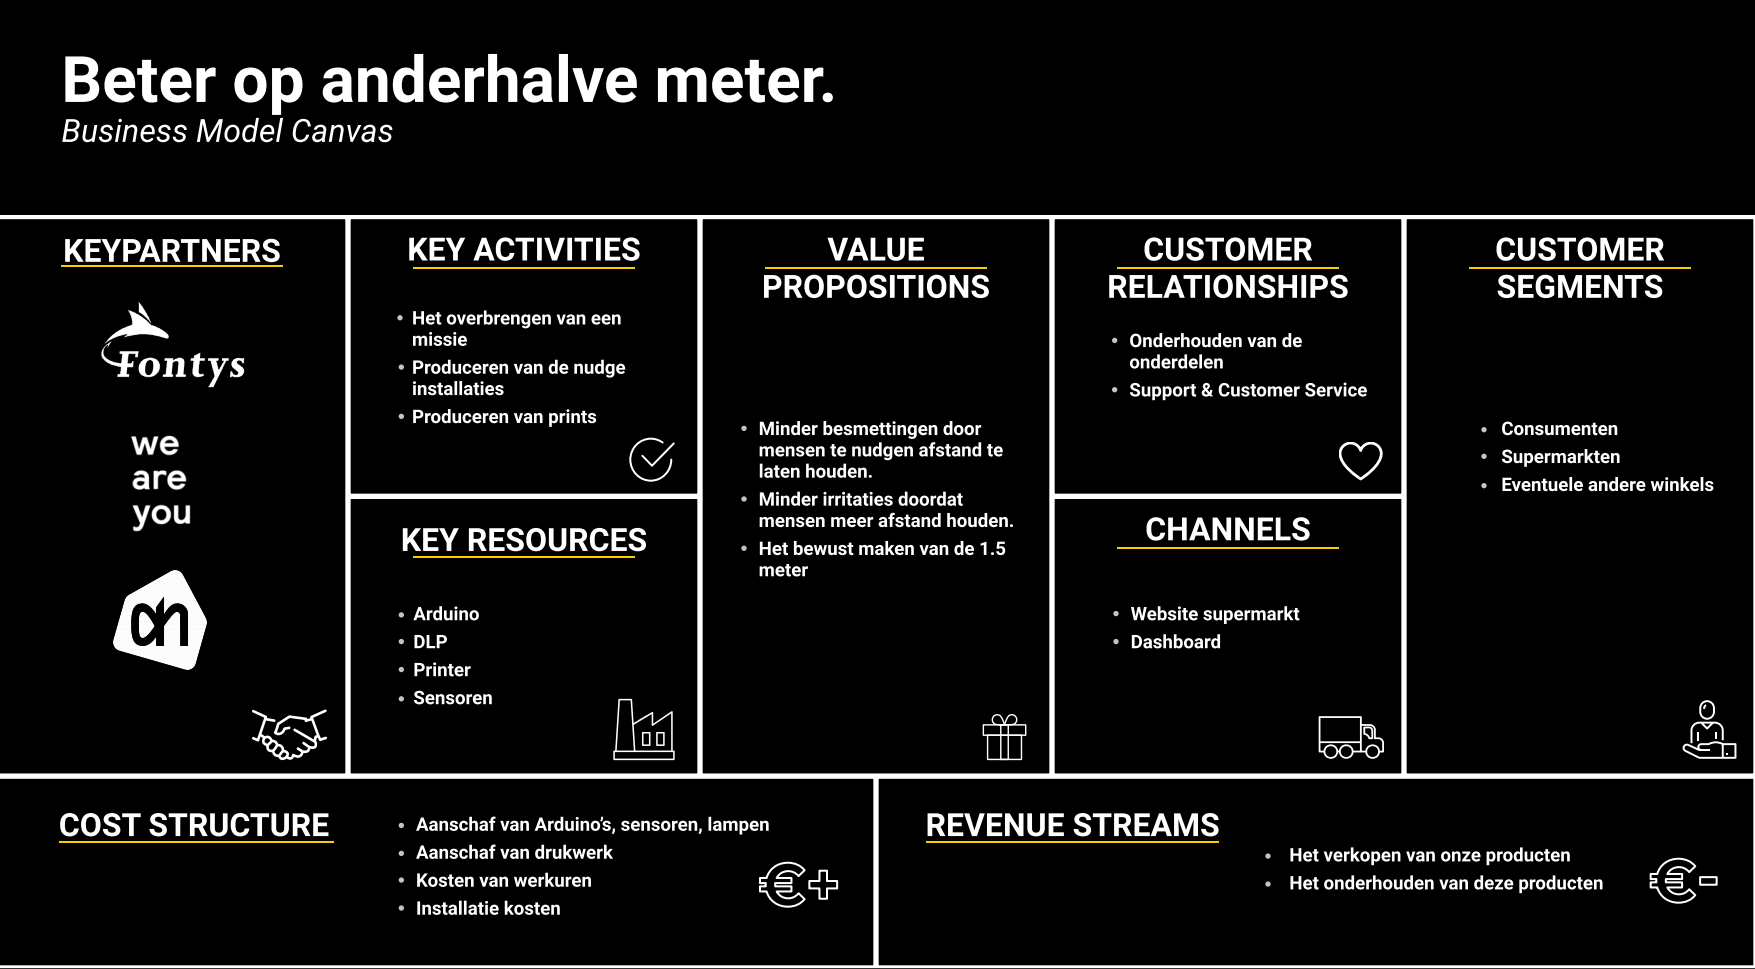 Beter op anderhalve meter.
Business Model Canvas
KEYPARTNERS
Fontys
we
are
you
ah
KEY ACTIVITIES
• Het overbrengen van een
missie
• Produceren van de nudge
installaties
• Produceren van prints
KEY RESOURCES
• Arduino
• DLP
• Printer
• Sensoren
VALUE
PROPOSITIONS
• Minder besmettingen door
mensen te nudgen afstand te
laten houden.
• Minder irritaties doordat
mensen meer afstand houden.
• Het bewust maken van de 1.5
meter
CUSTOMER
RELATIONSHIPS
• Onderhouden van de
onderdelen
• Support & Customer Service
CHANNELS
• Website supermarkt
• Dashboard
CUSTOMER
SEGMENTS
• Consumenten
• Supermarkten
• Eventuele andere winkels
COST STRUCTURE
• Aanschaf van Arduino’s, sensoren, lampen
• Aanschaf van drukwerk
• Kosten van werkuren
• Installatie kosten
€+
REVENUE STREAMS
• Het verkopen van onze producten
• Het onderhouden van deze producten
€-